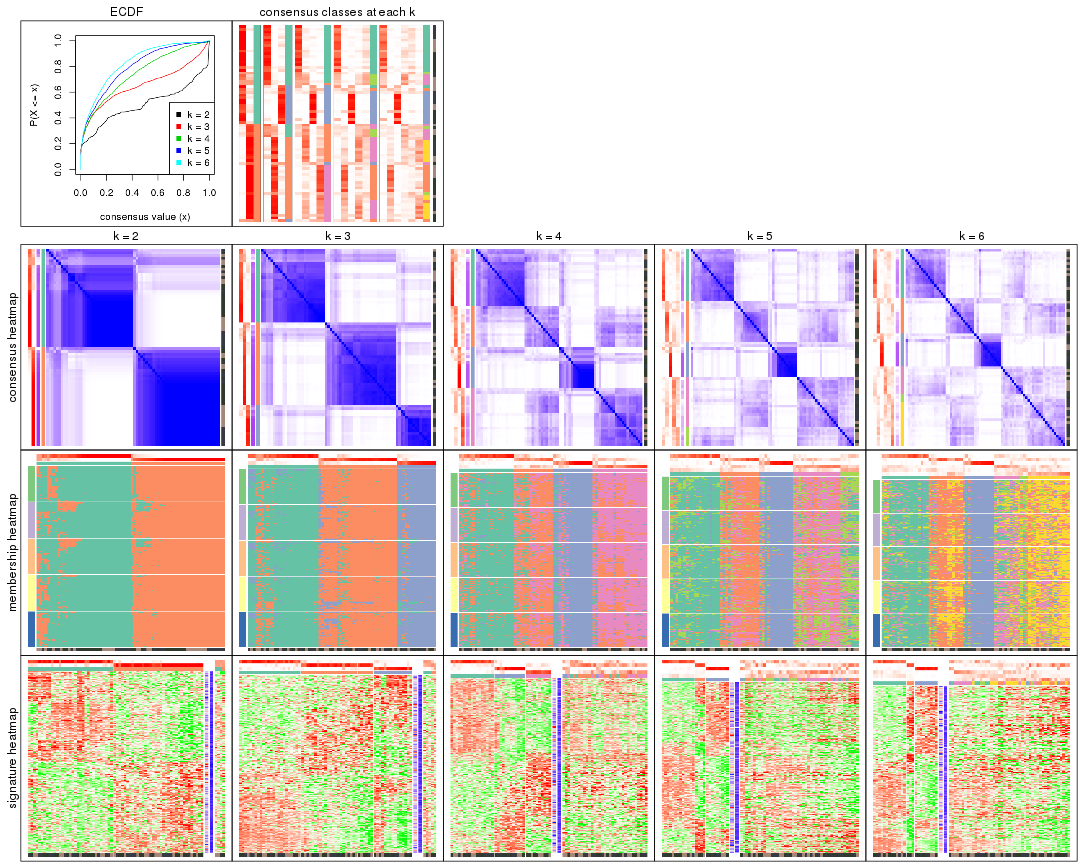 ECDF
consensus classes at each k
P(X <= x)
0.0 0.2 0.4 0.6 0.8 1.0
k = 2
k = 3
k = 4
k = 5
k = 6
0.0 0.2 0.4 0.6 0.8 1.0
consensus value (x)
k = 2 k = 3 k = 4 k = 5 k = 6
consensus heatmap
membership heatmap
signature heatmap